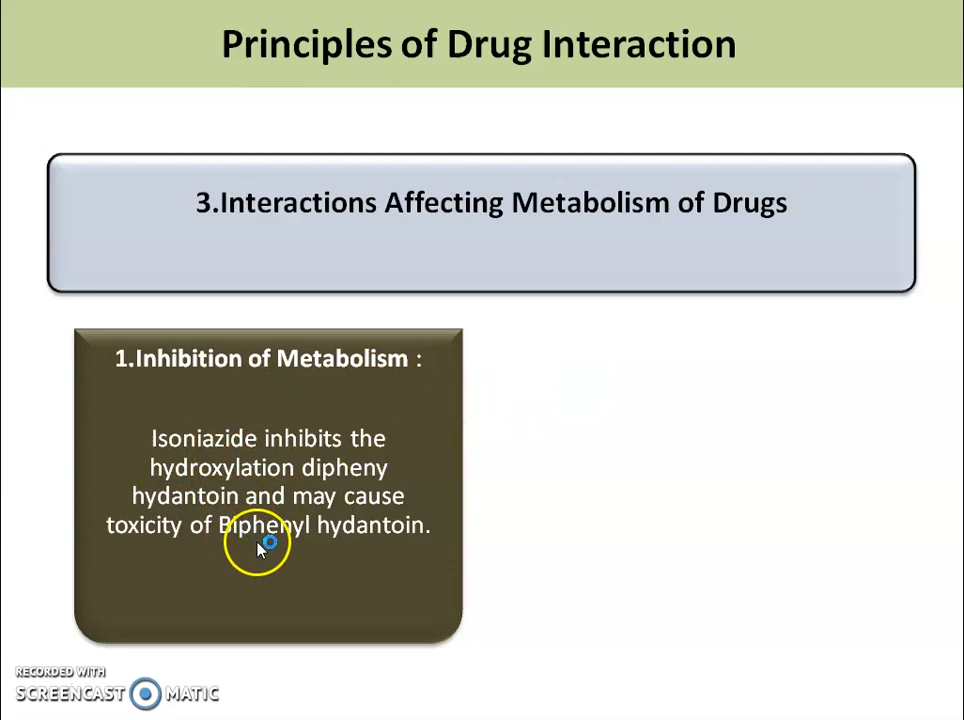 Principles of Drug Interaction
3.Interactions Affecting Metabolism of Drugs
1.Inhibition of Metabolism :
Isoniazide inhibits the
hydroxylation dipheny
hydantoin and may cause
toxicity of Biphenyl hydantoin.
RECORDED WITH
SCREENCAST MATIC